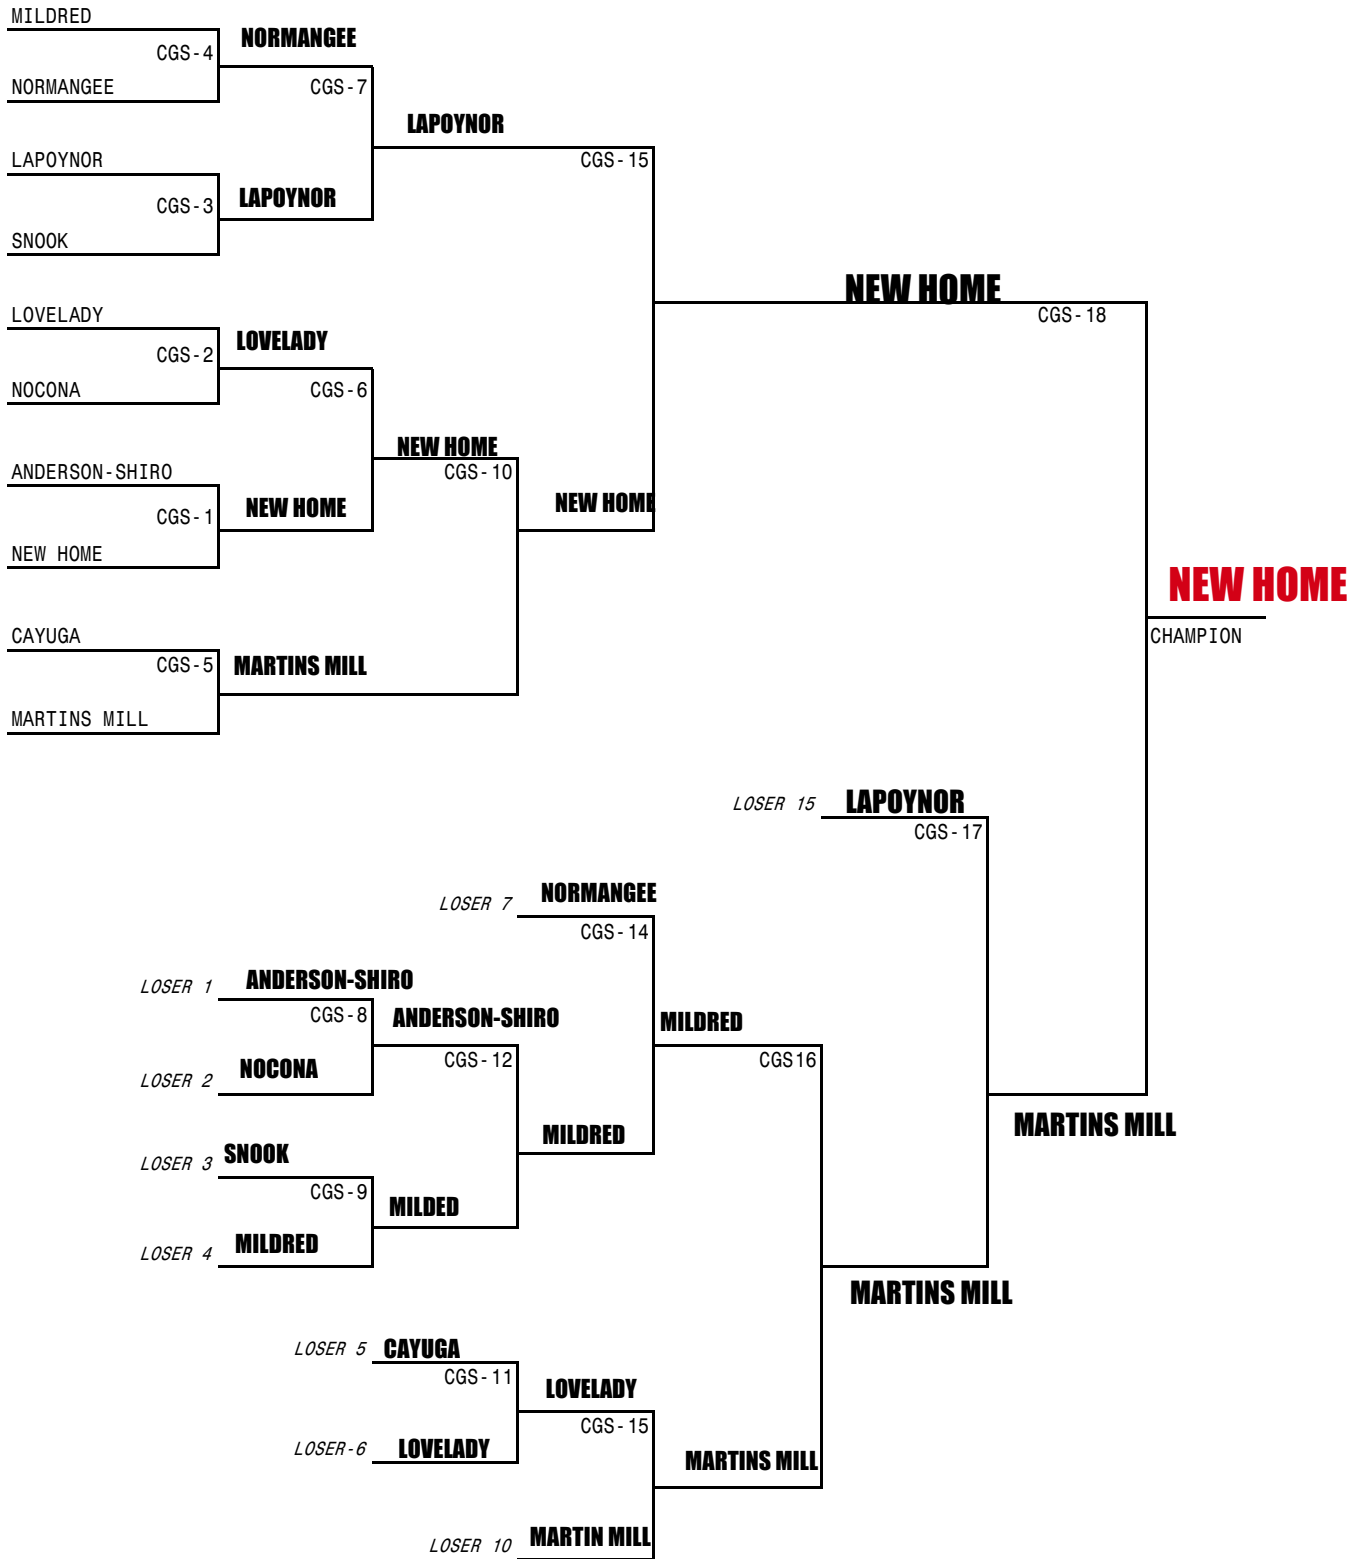 MILDRED
NORMANGEE
CGS-4
NORMANGEE
CGS-7
LAPOYNOR
LAPOYNOR
CGS-15
LAPOYNOR
CGS-3
SNOOK
NEW HOME
LOVELADY
CGS-18
LOVELADY
CGS-2
NOCONA
CGS-6
NEW HOME
ANDERSON-SHIRO
CGS-10
NEW HOME
NEW HOME
CGS-1
NEW HOME
NEW HOME
CAYUGA
CHAMPION
CGS-5
MARTINS MILL
MARTINS MILL
LOSER 15
LAPOYNOR
CGS-17
LOSER 7
NORMANGEE
CGS-14
LOSER 1
ANDERSON-SHIRO
CGS-8
ANDERSON-SHIRO
MILDRED
CGS-12
CGS16
LOSER 2
NOCONA
MARTINS MILL
MILDRED
LOSER 3
SNOOK
CGS-9
MILDED
LOSER 4
MILDRED
MARTINS MILL
LOSER 5
CAYUGA
CGS-11
LOVELADY
CGS-15
LOSER-6
LOVELADY
MARTINS MILL
LOSER 10
MARTIN MILL